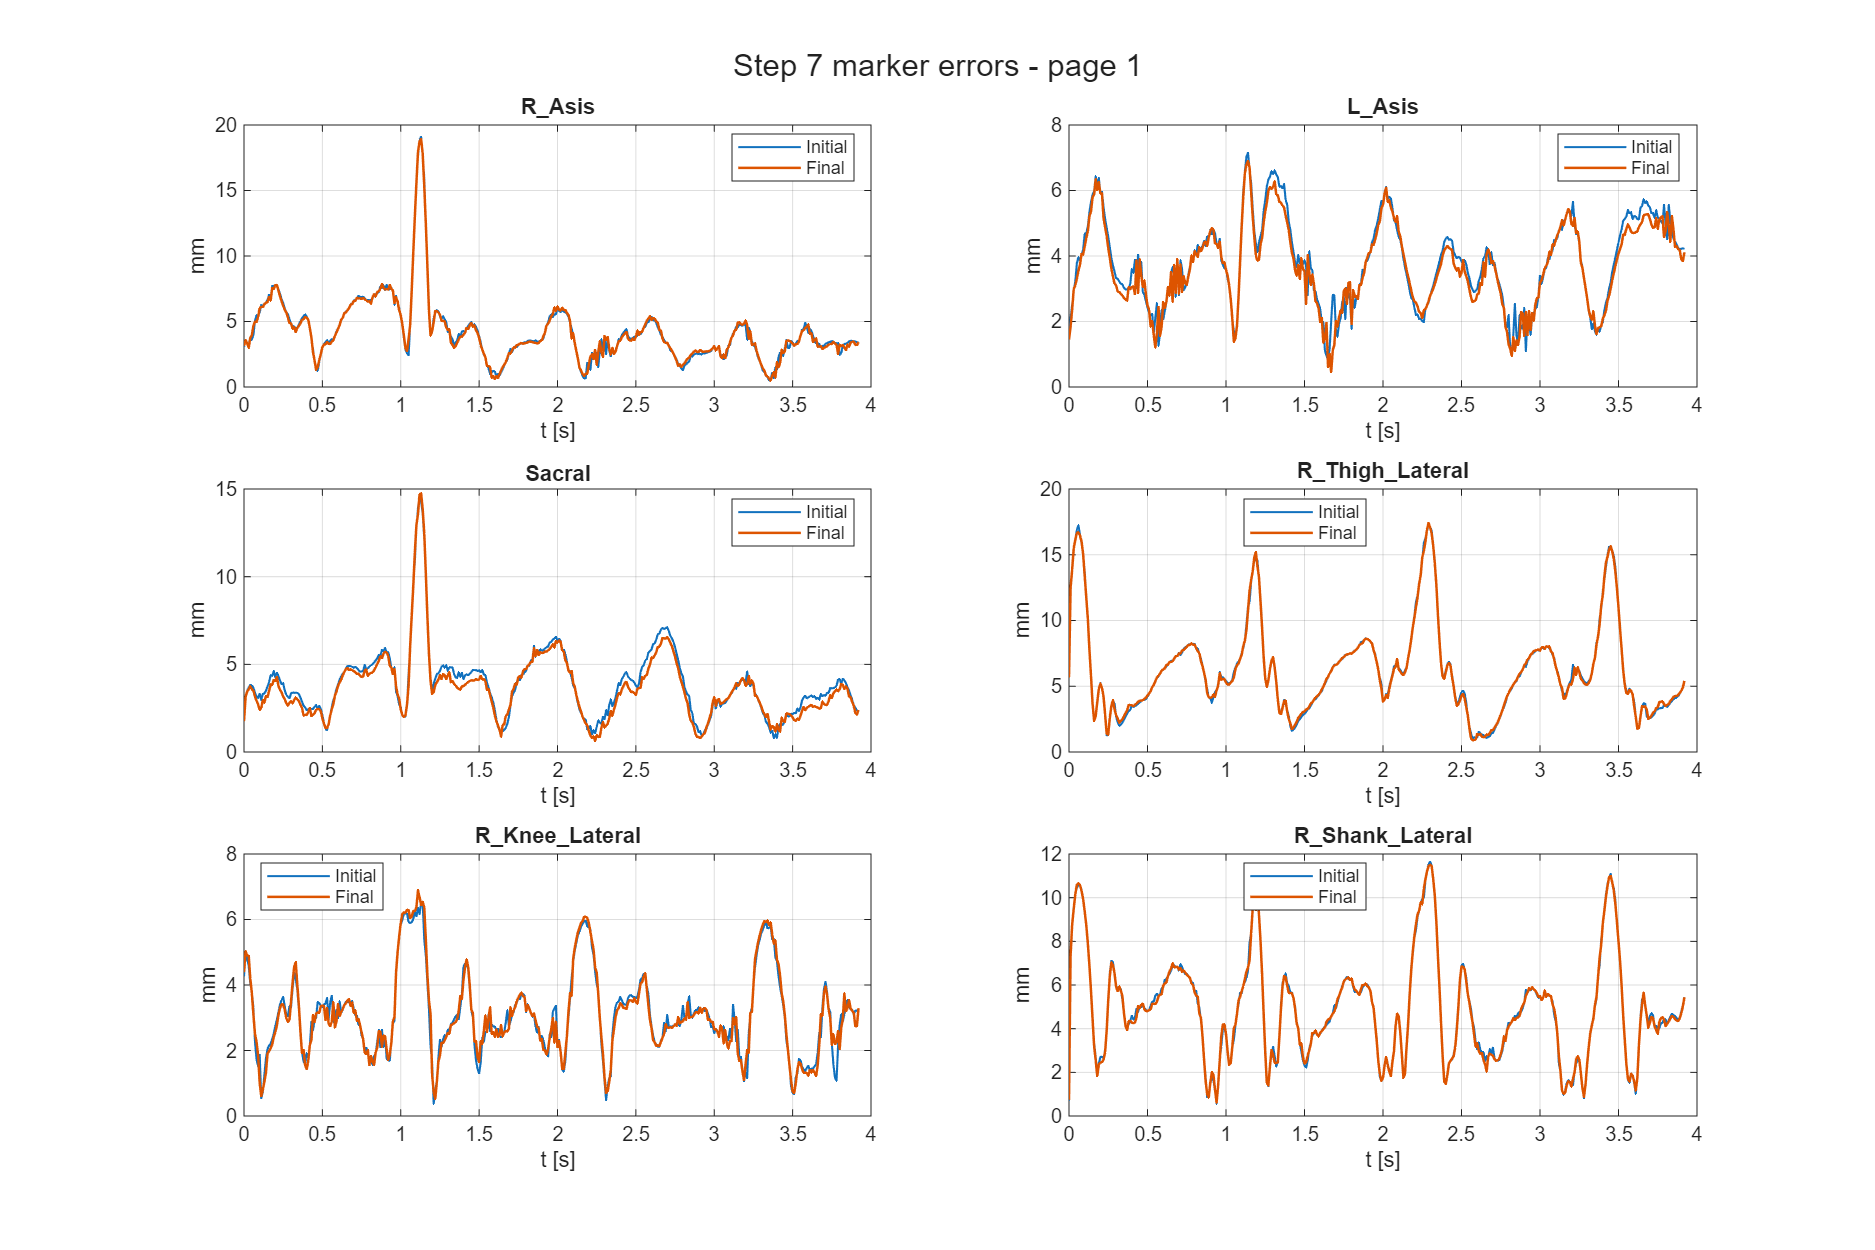 Step 7 marker errors - page 1
R_Asis
20
15
10
5
0
mm
Initial
Final
0 0.5 1 1.5 2 2.5 3 3.5 4
t [s]
L_Asis
8
6
4
2
0
mm
Initial
Final
0 0.5 1 1.5 2 2.5 3 3.5 4
t [s]
Sacral
15
10
5
0
mm
Initial
Final
0 0.5 1 1.5 2 2.5 3 3.5 4
t [s]
R_Thigh_Lateral
20
15
10
5
0
mm
Initial
Final
0 0.5 1 1.5 2 2.5 3 3.5 4
t [s]
R_Knee_Lateral
8
6
4
2
0
mm
Initial
Final
0 0.5 1 1.5 2 2.5 3 3.5 4
t [s]
R_Shank_Lateral
12
10
8
6
4
2
0
mm
Initial
Final
0 0.5 1 1.5 2 2.5 3 3.5 4
t [s]